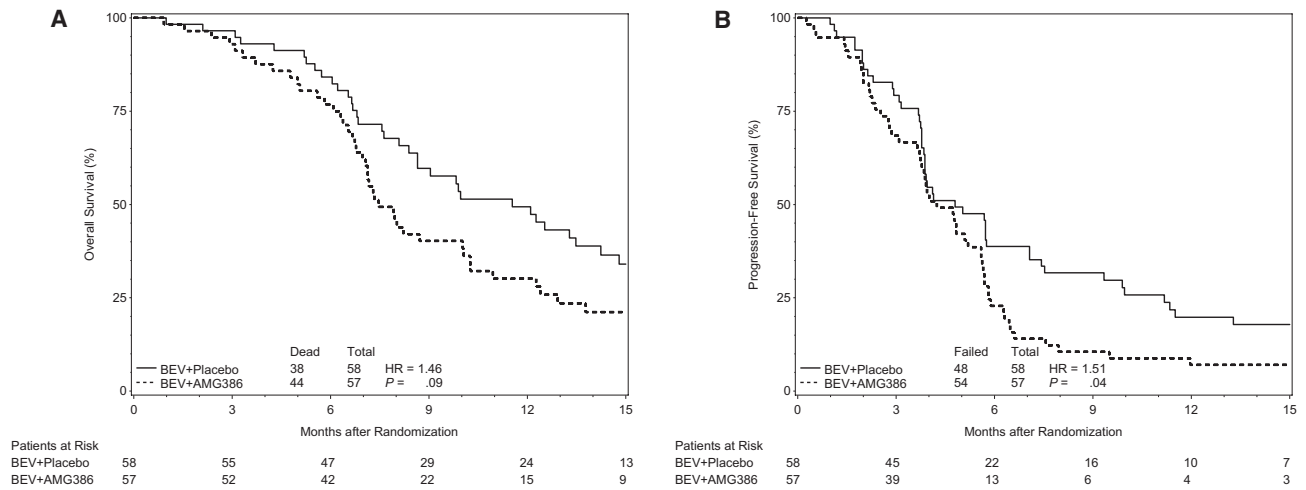 A
Overall Survival (%)
100
75
50
25
0
Dead Total
BEV+Placebo 38 58 HR = 1.46
BEV+AMG386 44 57 P = .09
0 3 6 9 12 15
Months after Randomization
Patients at Risk
BEV+Placebo 58 55 47 29 24 13
BEV+AMG386 57 52 42 22 15 9
B
Progression-Free Survival (%)
100
75
50
25
0
Failed Total
BEV+Placebo 48 58 HR = 1.51
BEV+AMG386 54 57 P = .04
0 3 6 9 12 15
Months after Randomization
Patients at Risk
BEV+Placebo 58 45 22 16 10 7
BEV+AMG386 57 39 13 6 4 3